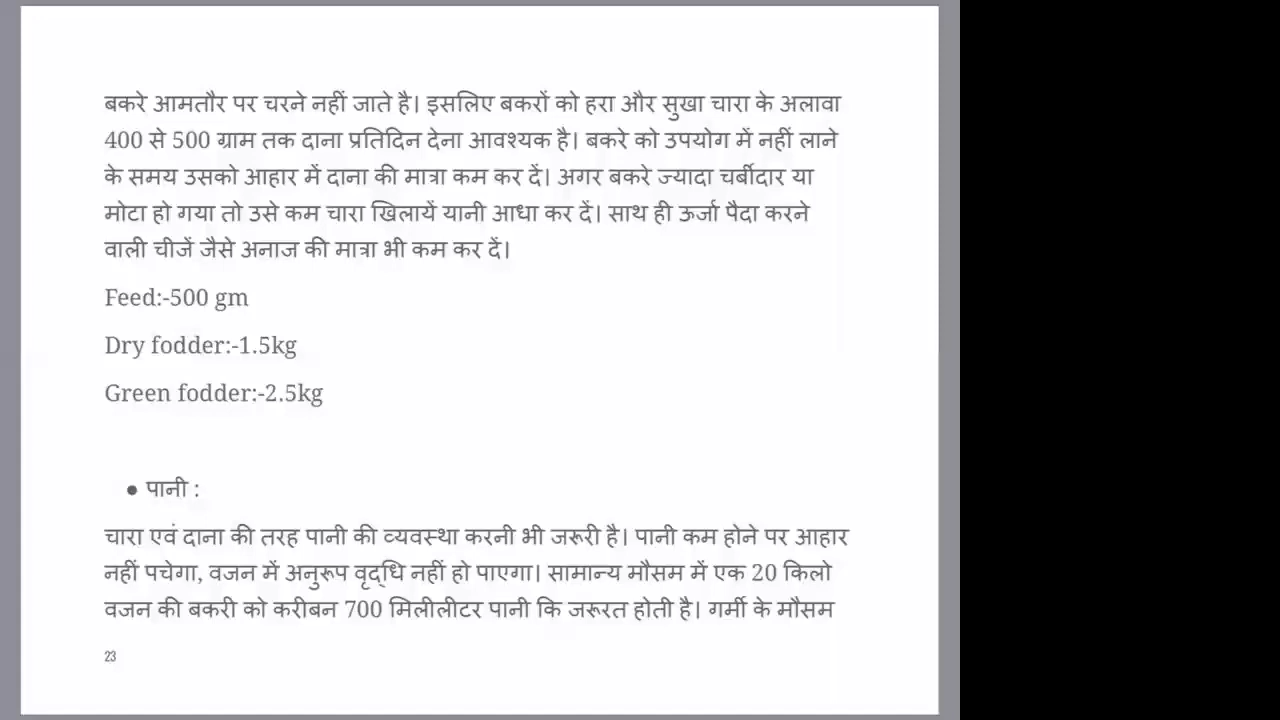 बकरे आमतौर पर चरने नहीं जाते है। इसलिए बकरों को हरा और सुखा चारा के अलावा
400 से 500 ग्राम तक दाना प्रतिदिन देना आवश्यक है। बकरे को उपयोग में नहीं लाने
के समय उसको आहार में दाना की मात्रा कम कर दें। अगर बकरे ज्यादा चर्बीदार या
मोटा हो गया तो उसे कम चारा खिलायें यानी आधा कर दें। साथ ही ऊर्जा पैदा करने
वाली चीजें जैसे अनाज की मात्रा भी कम कर दें।
Feed:-500 gm
Dry fodder:-1.5kg
Green fodder:-2.5kg
● पानी :
चारा एवं दाना की तरह पानी की व्यवस्था करनी भी जरूरी है। पानी कम होने पर आहार
नहीं पचेगा, वजन में अनुरूप वृद्धि नहीं हो पाएगा। सामान्य मौसम में एक 20 किलो
वजन की बकरी को करीबन 700 मिलीलीटर पानी कि जरूरत होती है। गर्मी के मौसम
23